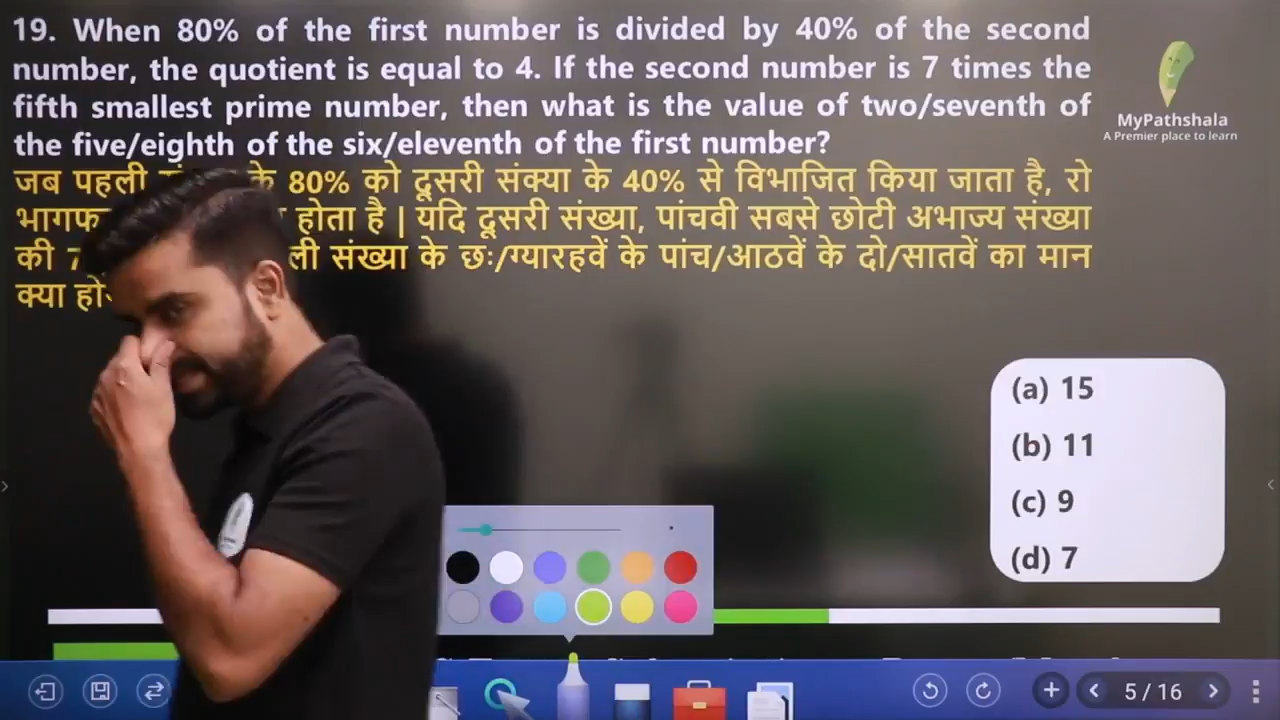 19. When 80% of the first number is divided by 40% of the second
number, the quotient is equal to 4. If the second number is 7 times the
fifth smallest prime number, then what is the value of two/seventh of
the five/eighth of the six/eleventh of the first number?
MyPathshala
A Premier place to learn
जब पहली के 80% को दूसरी संक्या के 40% से विभाजित किया जाता है, रो
होता है | यदि दूसरी संख्या, पांचवी सबसे छोटी अभाज्य संख्या
की संख्या के छः/ग्यारहवें के पांच/आठवें के दो/सातवें का मान
क्या
(a) 15
(b) 11
(c) 9
(d) 7
5 / 16